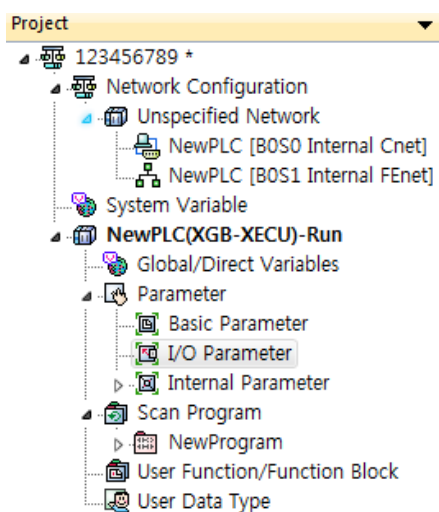 Project
123456789 *
Network Configuration
Unspecified Network
NewPLC [B0S0 Internal Cnet]
NewPLC [B0S1 Internal FEnet]
System Variable
NewPLC(XGB-XECU)-Run
Global/Direct Variables
Parameter
Basic Parameter
I/O Parameter
Internal Parameter
Scan Program
NewProgram
User Function/Function Block
User Data Type